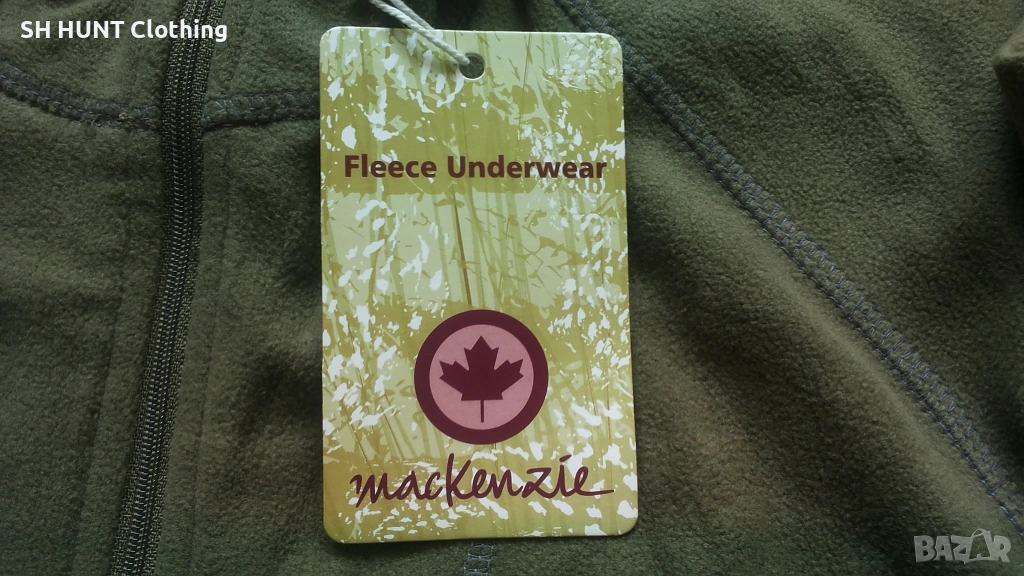 SH HUNT Clothing
Fleece Underwear
mackenzie
BAZAR